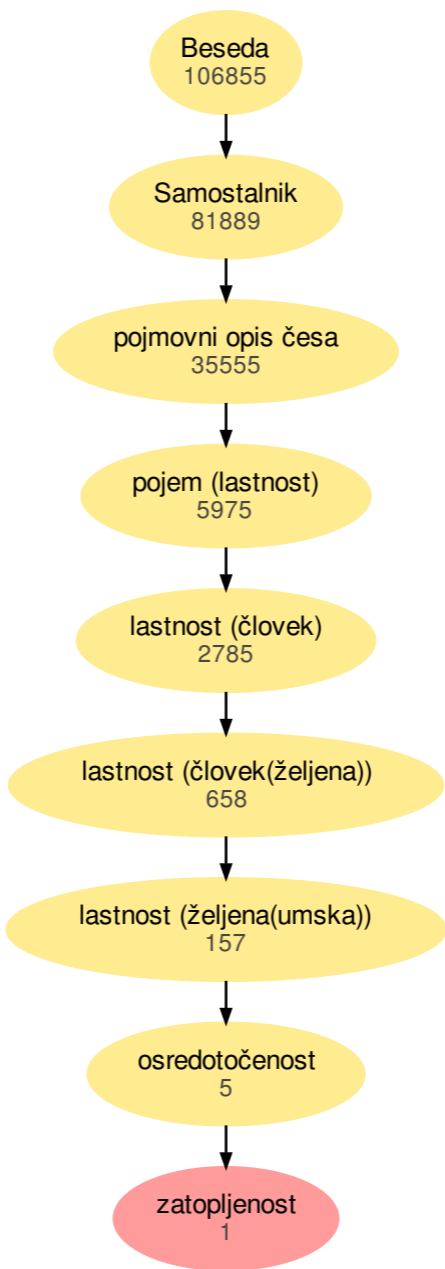 Beseda
106855
Samostalnik
81889
pojmovni opis česa
35555
pojem (lastnost)
5975
lastnost (človek)
2785
lastnost (človek(željena))
658
lastnost (željena(umska))
157
osredotočenost
5
zatopljenost
1